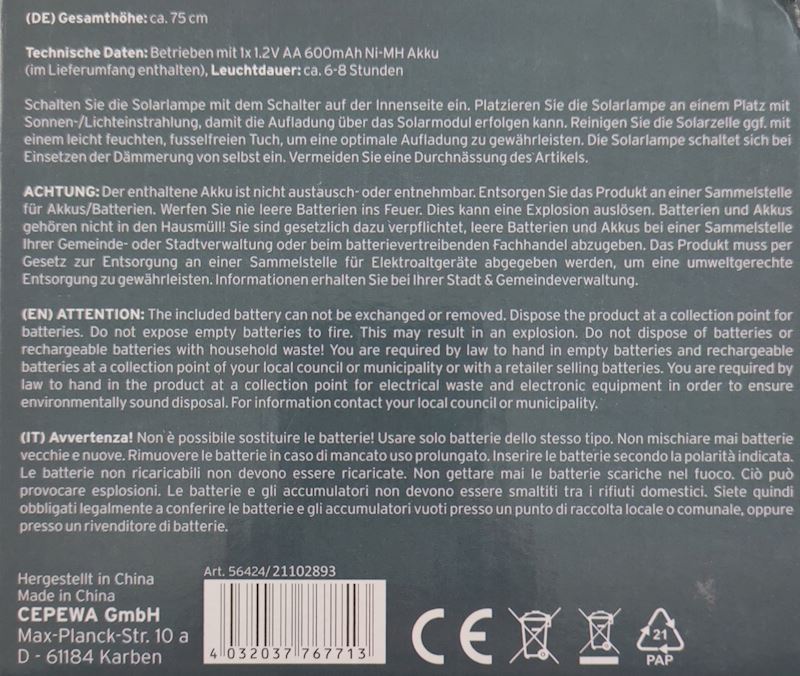 (DE) Gesamthöhe: ca. 75 cm
Technische Daten: Betrieben mit 1x 1.2V AA 600mAh Ni-MH Akku
(im Lieferumfang enthalten), Leuchtdauer: ca. 6-8 Stunden
Schalten Sie die Solarlampe mit dem Schalter auf der Innenseite ein. Platzieren Sie die Solarlampe an einem Platz mit
Sonnen-/Lichteinstrahlung, damit die Aufladung über das Solarmodul erfolgen kann. Reinigen Sie die Solarzelle ggf. mit
einem leicht feuchten, fusselfreien Tuch, um eine optimale Aufladung zu gewährleisten. Die Solarlampe schaltet sich bei
Einsetzen der Dämmerung von selbst ein. Vermeiden Sie eine Durchnässung des Artikels.
ACHTUNG: Der enthaltene Akku ist nicht austausch- oder entnehmbar. Entsorgen Sie das Produkt an einer Sammelstelle
für Akkus/Batterien. Werfen Sie nie leere Batterien ins Feuer. Dies kann eine Explosion auslösen. Batterien und Akkus
gehören nicht in den Hausmüll! Sie sind gesetzlich dazu verpflichtet, leere Batterien und Akkus bei einer Sammelstelle
Ihrer Gemeinde- oder Stadtverwaltung oder beim batterievertreibenden Fachhandel abzugeben. Das Produkt muss per
Gesetz zur Entsorgung an einer Sammelstelle für Elektroaltgeräte abgegeben werden, um eine umweltgerechte
Entsorgung zu gewährleisten. Informationen erhalten Sie bei Ihrer Stadt & Gemeindeverwaltung.
(EN) ATTENTION: The included battery can not be exchanged or removed. Dispose the product at a collection point for
batteries. Do not expose empty batteries to fire. This may result in an explosion. Do not dispose of batteries or
rechargeable batteries with household waste! You are required by law to hand in empty batteries and rechargeable
batteries at a collection point of your local council or municipality or with a retailer selling batteries. You are required by
law to hand in the product at a collection point for electrical waste and electronic equipment in order to ensure
environmentally sound disposal. For information contact your local council or municipality.
(IT) Avvertenza! Non è possibile sostituire le batterie! Usare solo batterie dello stesso tipo. Non mischiare mai batterie
vecchie e nuove. Rimuovere le batterie in caso di mancato uso prolungato. Inserire le batterie secondo la polarità indicata.
Le batterie non ricaricabili non devono essere ricaricate. Non gettare mai le batterie scariche nel fuoco. Ciò può
provocare esplosioni. Le batterie e gli accumulatori non devono essere smaltiti tra i rifiuti domestici. Siete quindi
obbligati legalmente a conferire le batterie e gli accumulatori vuoti presso un punto di raccolta locale o comunale, oppure
presso un rivenditore di batterie.
Hergestellt in China
Made in China
CEPEWA GmbH
Max-Planck-Str. 10 a
D - 61184 Karben
Art. 56424/21102893
4 032037 767713
CE
21
PAP